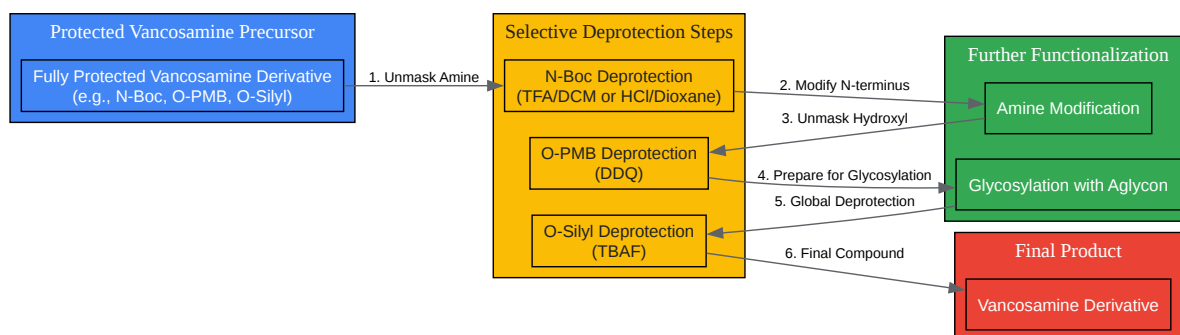 Protected Vancosamine Precursor
Fully Protected Vancosamine Derivative
(e.g., N-Boc, O-PMB, O-Silyl)
1. Unmask Amine
Selective Deprotection Steps
N-Boc Deprotection
(TFA/DCM or HCl/Dioxane)
2. Modify N-terminus
Further Functionalization
Amine Modification
3. Unmask Hydroxyl
O-PMB Deprotection
(DDQ)
4. Prepare for Glycosylation
Glycosylation with Aglycon
5. Global Deprotection
O-Silyl Deprotection
(TBAF)
6. Final Compound
Final Product
Vancosamine Derivative